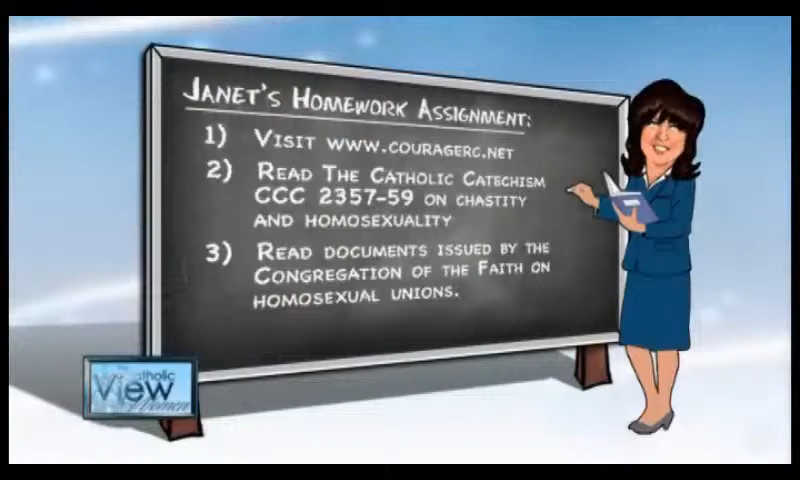 JANET'S HOMEWORK ASSIGNMENT:
1) VISIT WWW.COURAGERC.NET
2) READ THE CATHOLIC CATECHISM
CCC 2357-59 ON CHASTITY
AND HOMOSEXUALITY
3) READ DOCUMENTS ISSUED BY THE
CONGREGATION OF THE FAITH ON
HOMOSEXUAL UNIONS.
View
Women